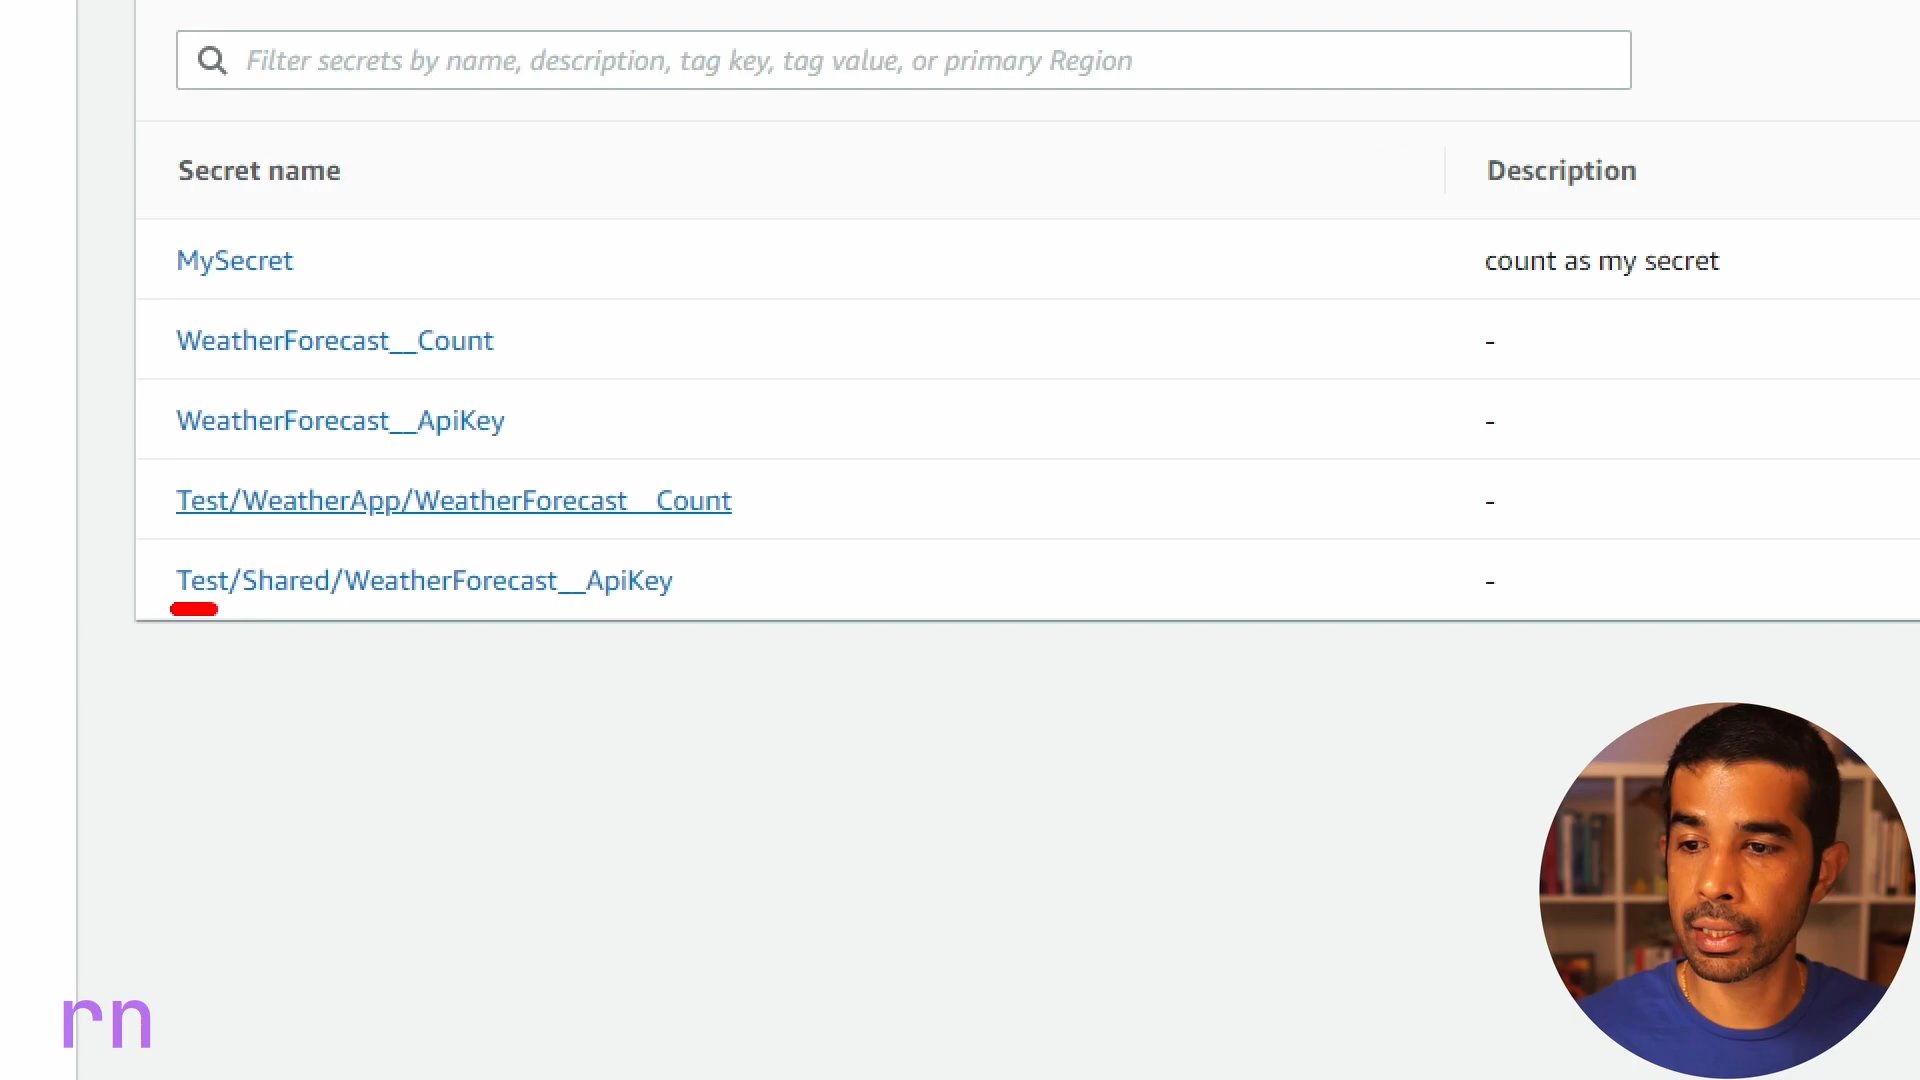 Filter secrets by name, description, tag key, tag value, or primary Region
Secret name Description
MySecret count as my secret
WeatherForecast__Count -
WeatherForecast__ApiKey -
Test/WeatherApp/WeatherForecast__Count -
Test/Shared/WeatherForecast__ApiKey -
rn